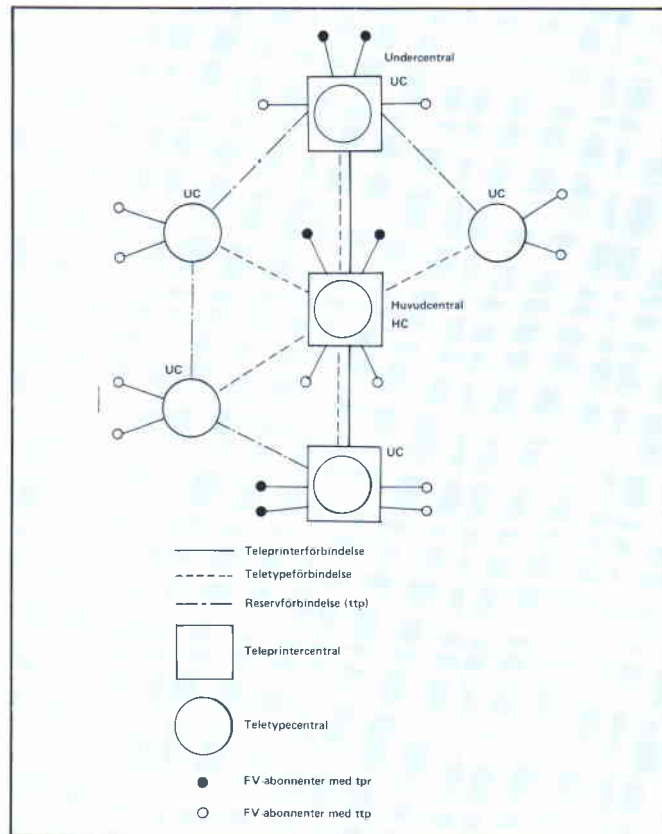 Undercentral
UC
UC
UC
Huvudcentral
HC
UC
UC
Teleprinterförbindelse
Teletypeförbindelse
Reservförbindelse (ttp)
Teleprintercentral
Teletypecentral
FV-abonnenter med tpr
FV-abonnenter med ttp